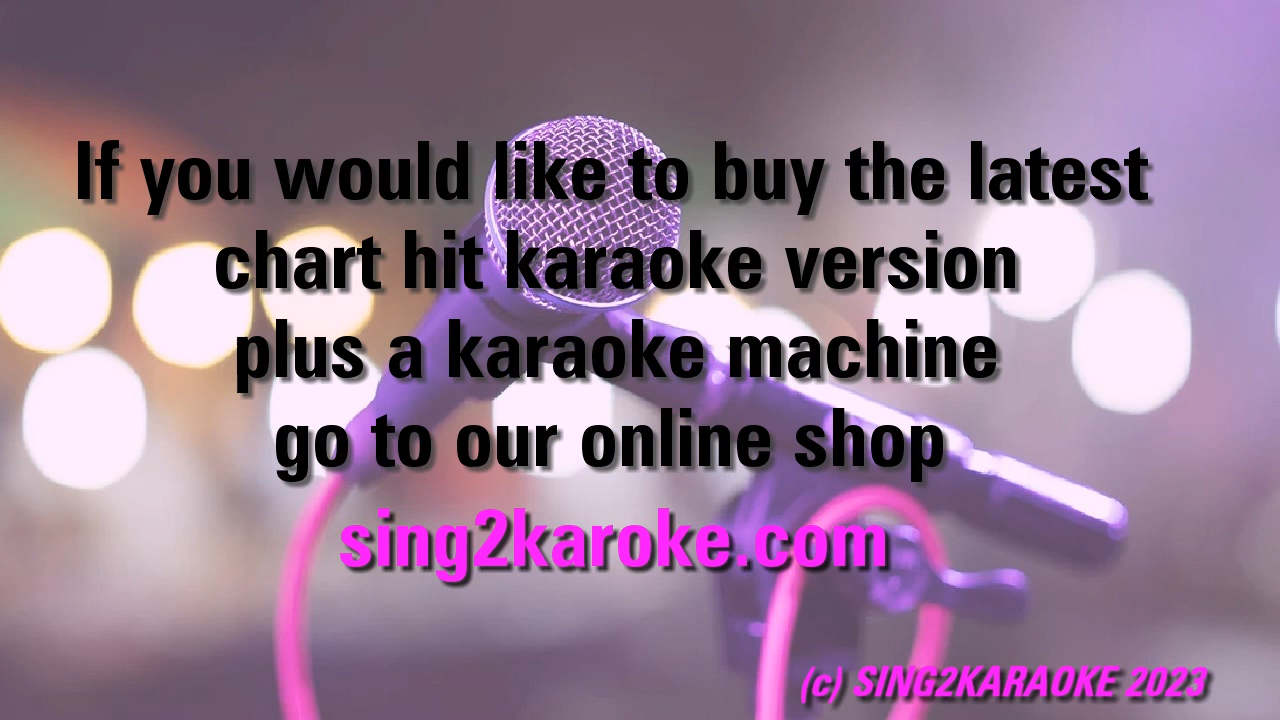 If you would like to buy the latest
chart hit karaoke version
plus a karaoke machine
go to our online shop
sing2karoke.com
(c) SING2KARAOKE 2023